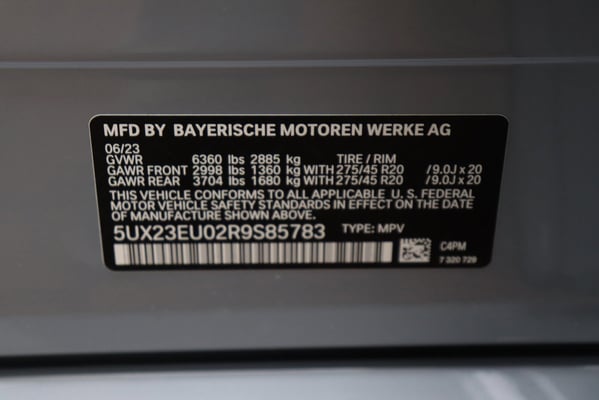 MFD BY BAYERISCHE MOTOREN WERKE AG
06/23
GVWR 6360 lbs 2885 kg TIRE / RIM
GAWR FRONT 2998 lbs 1360 kg WITH 275/45 R20 / 9.0J x 20
GAWR REAR 3704 lbs 1680 kg WITH 275/45 R20 / 9.0J x 20
THIS VEHICLE CONFORMS TO ALL APPLICABLE U.S. FEDERAL
MOTOR VEHICLE SAFETY STANDARDS IN EFFECT ON THE DATE
OF MANUFACTURE SHOWN ABOVE.
5UX23EU02R9S85783 TYPE: MPV
C4PM
7 320 729